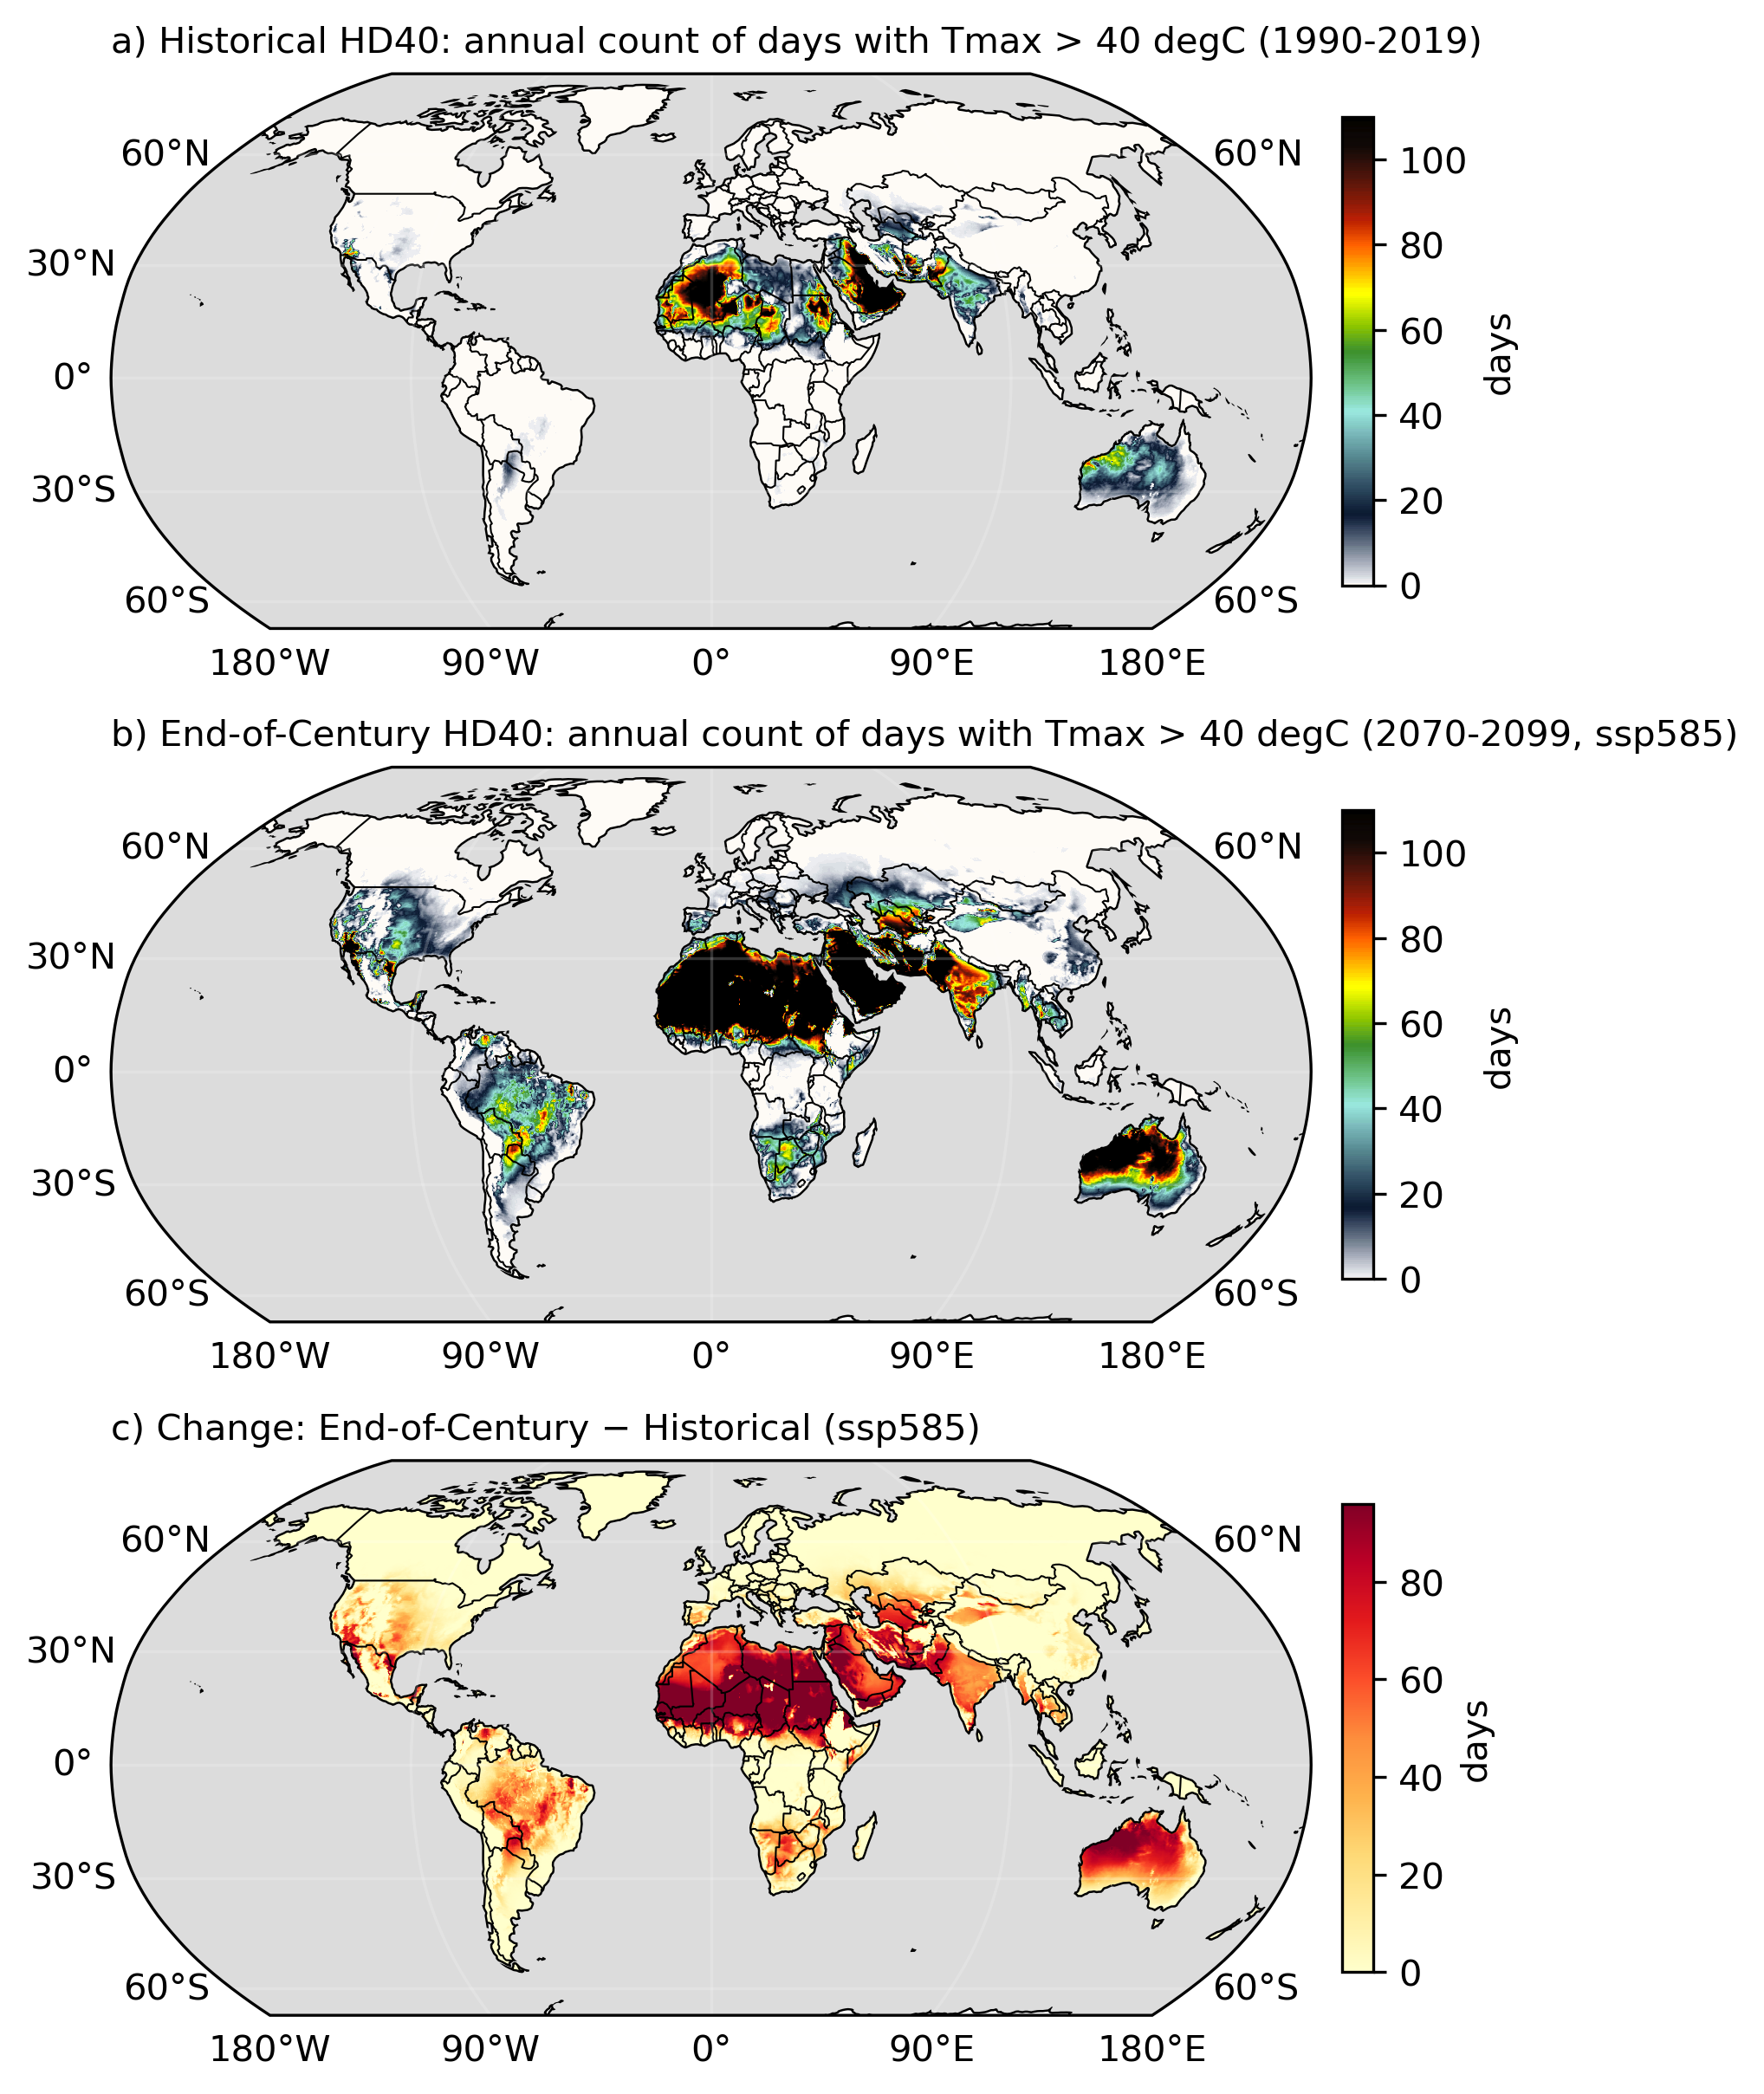 a) Historical HD40: annual count of days with Tmax > 40 degC (1990-2019)
60°N 60°N
30°N
0°
30°S
60°S 60°S
180°W 90°W 0° 90°E 180°E
100
80
60
40
20
0
days
b) End-of-Century HD40: annual count of days with Tmax > 40 degC (2070-2099, ssp585)
60°N 60°N
30°N
0°
30°S
60°S 60°S
180°W 90°W 0° 90°E 180°E
100
80
60
40
20
0
days
c) Change: End-of-Century − Historical (ssp585)
60°N 60°N
30°N
0°
30°S
60°S 60°S
180°W 90°W 0° 90°E 180°E
80
60
40
20
0
days